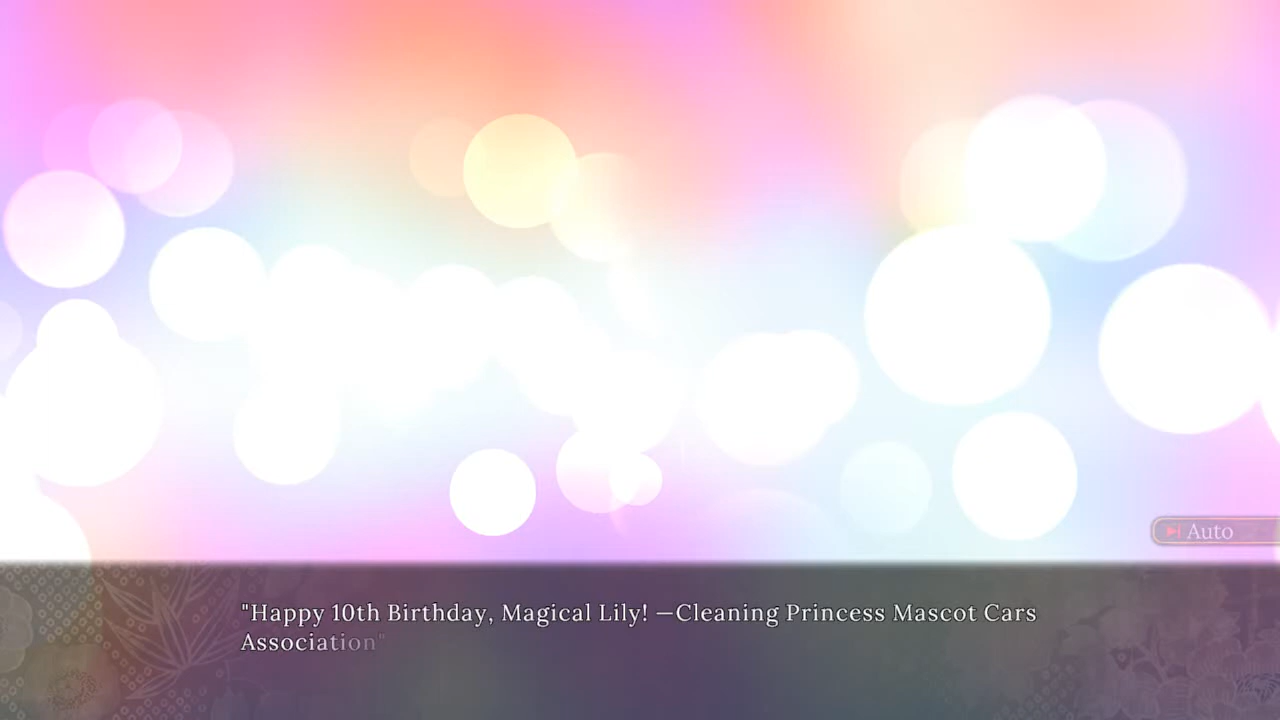 Auto
"Happy 10th Birthday, Magical Lily! —Cleaning Princess Mascot Cars
Association"